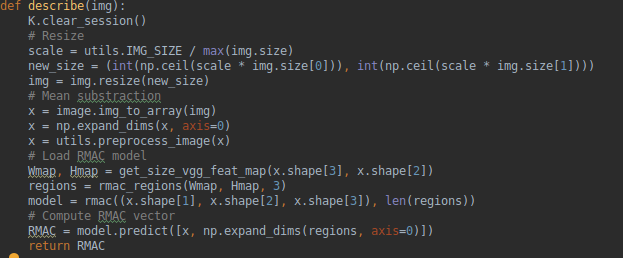 def describe(img):
    K.clear_session()
    # Resize
    scale = utils.IMG_SIZE / max(img.size)
    new_size = (int(np.ceil(scale * img.size[0])), int(np.ceil(scale * img.size[1])))
    img = img.resize(new_size)
    # Mean substraction
    x = image.img_to_array(img)
    x = np.expand_dims(x, axis=0)
    x = utils.preprocess_image(x)
    # Load RMAC model
    Wmap, Hmap = get_size_vgg_feat_map(x.shape[3], x.shape[2])
    regions = rmac_regions(Wmap, Hmap, 3)
    model = rmac((x.shape[1], x.shape[2], x.shape[3]), len(regions))
    # Compute RMAC vector
    RMAC = model.predict([x, np.expand_dims(regions, axis=0)])
    return RMAC